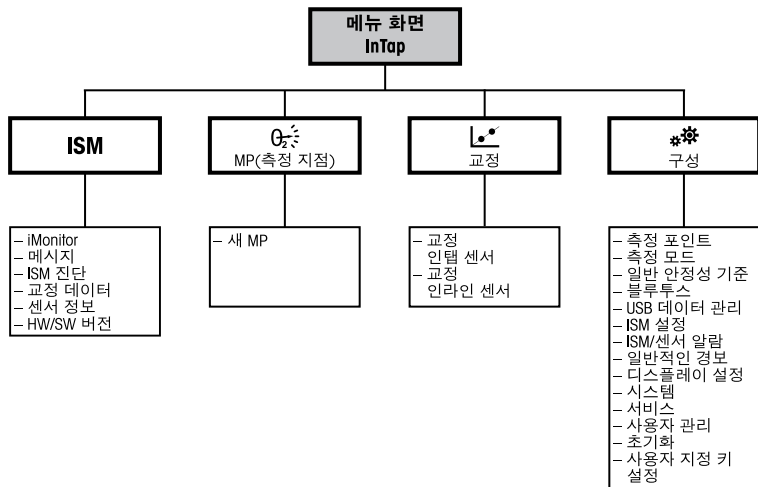 메뉴 화면
InTap
ISM
O₂
MP(측정 지점)
교정
구성
– iMonitor
– 메시지
– ISM 진단
– 교정 데이터
– 센서 정보
– HW/SW 버전
– 새 MP
– 교정
인탭 센서
– 교정
인라인 센서
– 측정 포인트
– 측정 모드
– 일반 안정성 기준
– 블루투스
– USB 데이터 관리
– ISM 설정
– ISM/센서 알람
– 일반적인 경보
– 디스플레이 설정
– 시스템
– 서비스
– 사용자 관리
– 초기화
– 사용자 지정 키
설정